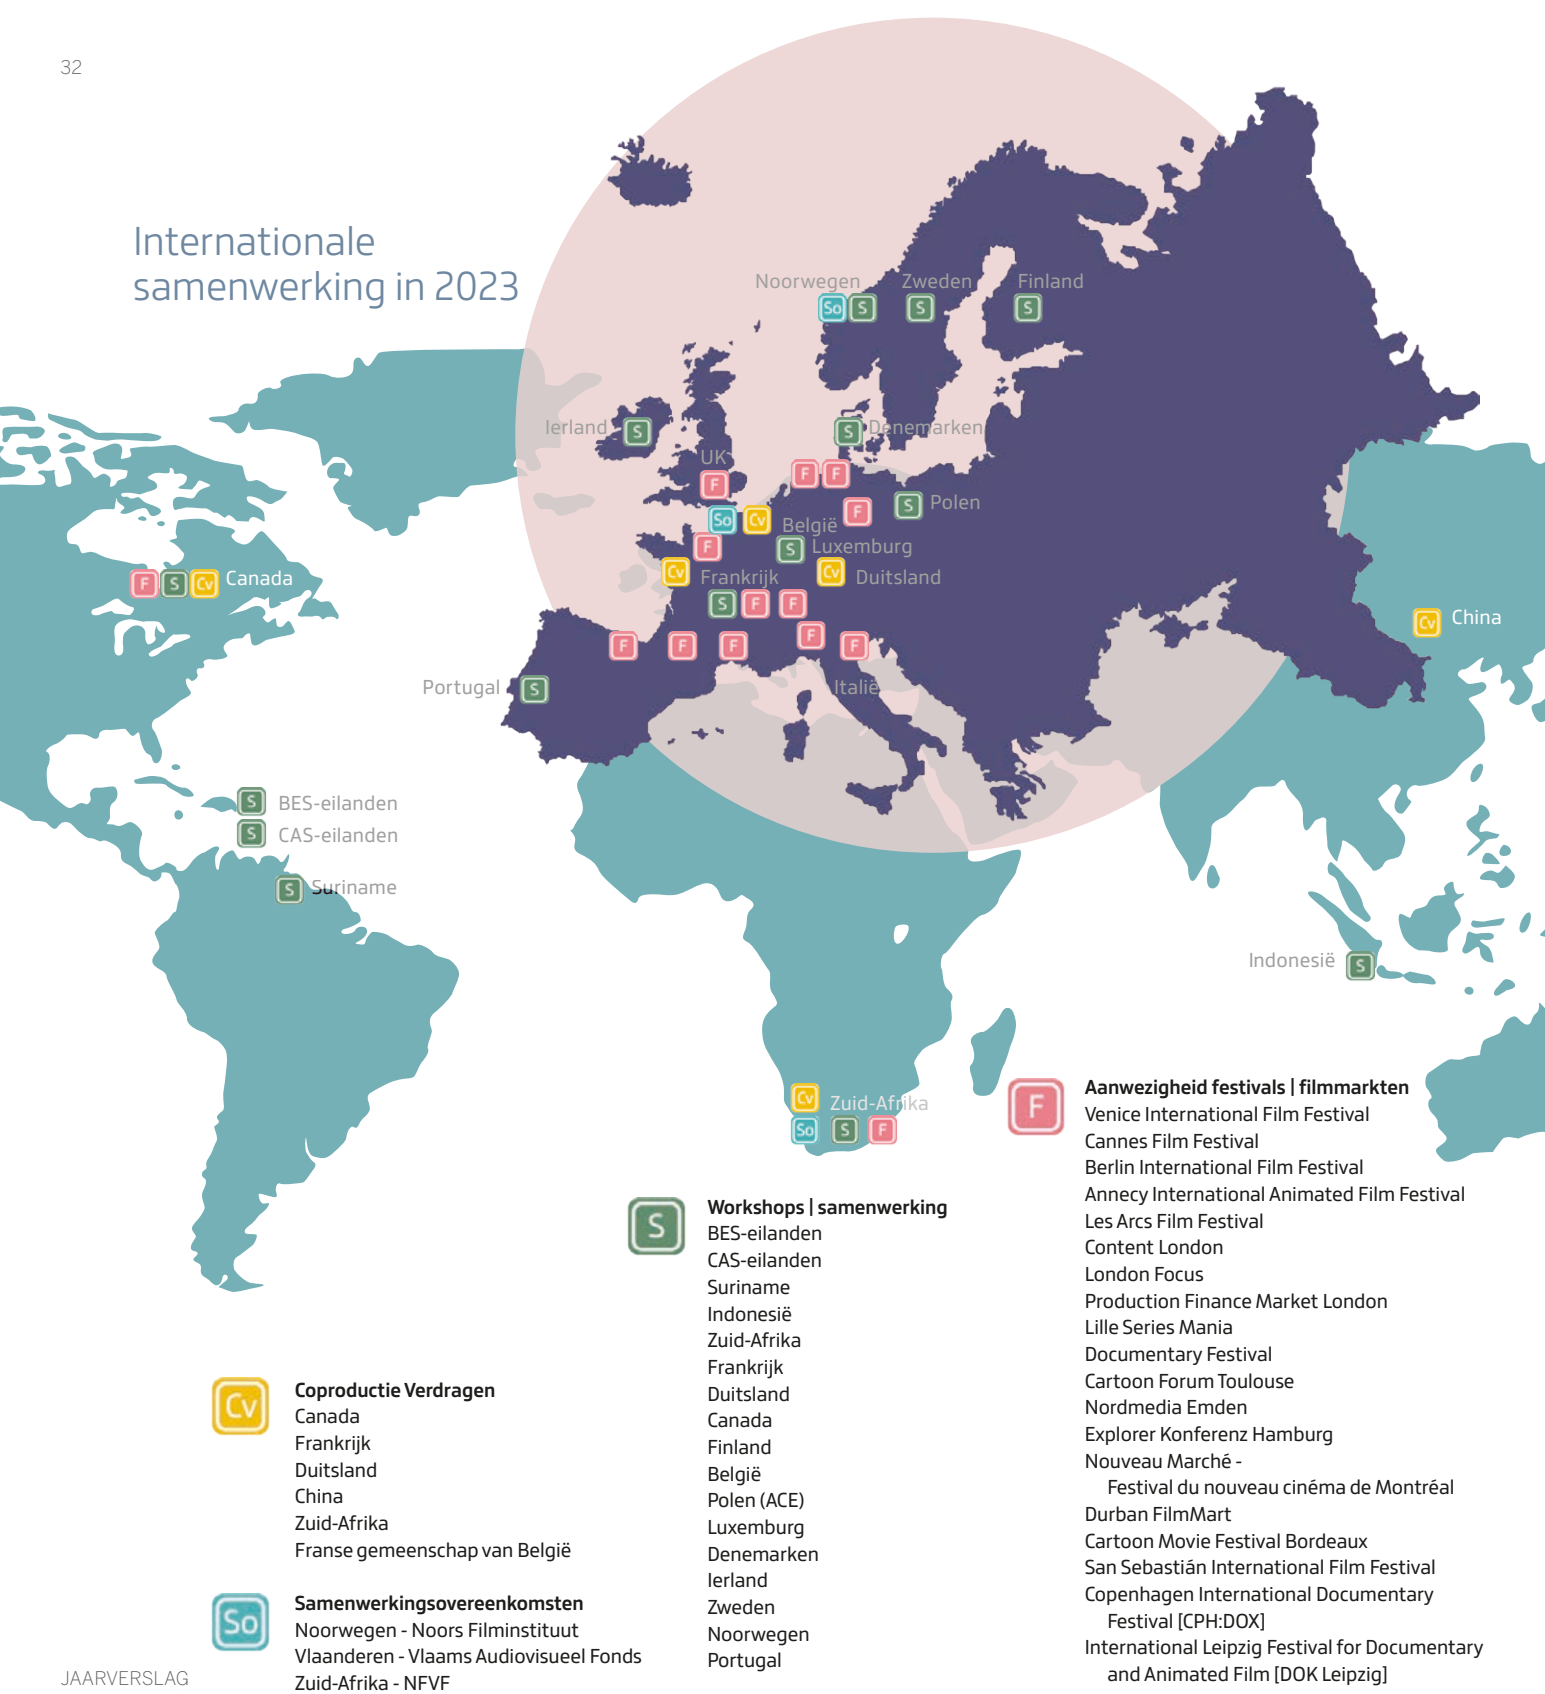 32
Internationale
samenwerking in 2023
Noorwegen
Zweden
Finland
So
S
S
S
Ierland
S
S
Denemarken
UK
F
F
F
S
Polen
So
Cv
België
F
F
S
Luxemburg
Cv
Frankrijk
Cv
Duitsland
F
S
Cv
Canada
S
F
F
Cv
China
F
F
F
F
F
Portugal
S
Italië
S
BES-eilanden
S
CAS-eilanden
S
Suriname
Indonesië
S
Cv
Zuid-Afrika
So
S
F
F
Aanwezigheid festivals | filmmarkten
Venice International Film Festival
Cannes Film Festival
Berlin International Film Festival
Annecy International Animated Film Festival
Les Arcs Film Festival
Content London
London Focus
Production Finance Market London
Lille Series Mania
Documentary Festival
Cartoon Forum Toulouse
Nordmedia Emden
Explorer Konferenz Hamburg
Nouveau Marché -
Festival du nouveau cinéma de Montréal
Durban FilmMart
Cartoon Movie Festival Bordeaux
San Sebastián International Film Festival
Copenhagen International Documentary
Festival [CPH:DOX]
International Leipzig Festival for Documentary
and Animated Film [DOK Leipzig]
S
Workshops | samenwerking
BES-eilanden
CAS-eilanden
Suriname
Indonesië
Zuid-Afrika
Frankrijk
Duitsland
Canada
Finland
België
Polen (ACE)
Luxemburg
Denemarken
Ierland
Zweden
Noorwegen
Portugal
Cv
Coproductie Verdragen
Canada
Frankrijk
Duitsland
China
Zuid-Afrika
Franse gemeenschap van België
So
Samenwerkingsovereenkomsten
Noorwegen - Noors Filminstituut
Vlaanderen - Vlaams Audiovisueel Fonds
Zuid-Afrika - NFVF
JAARVERSLAG